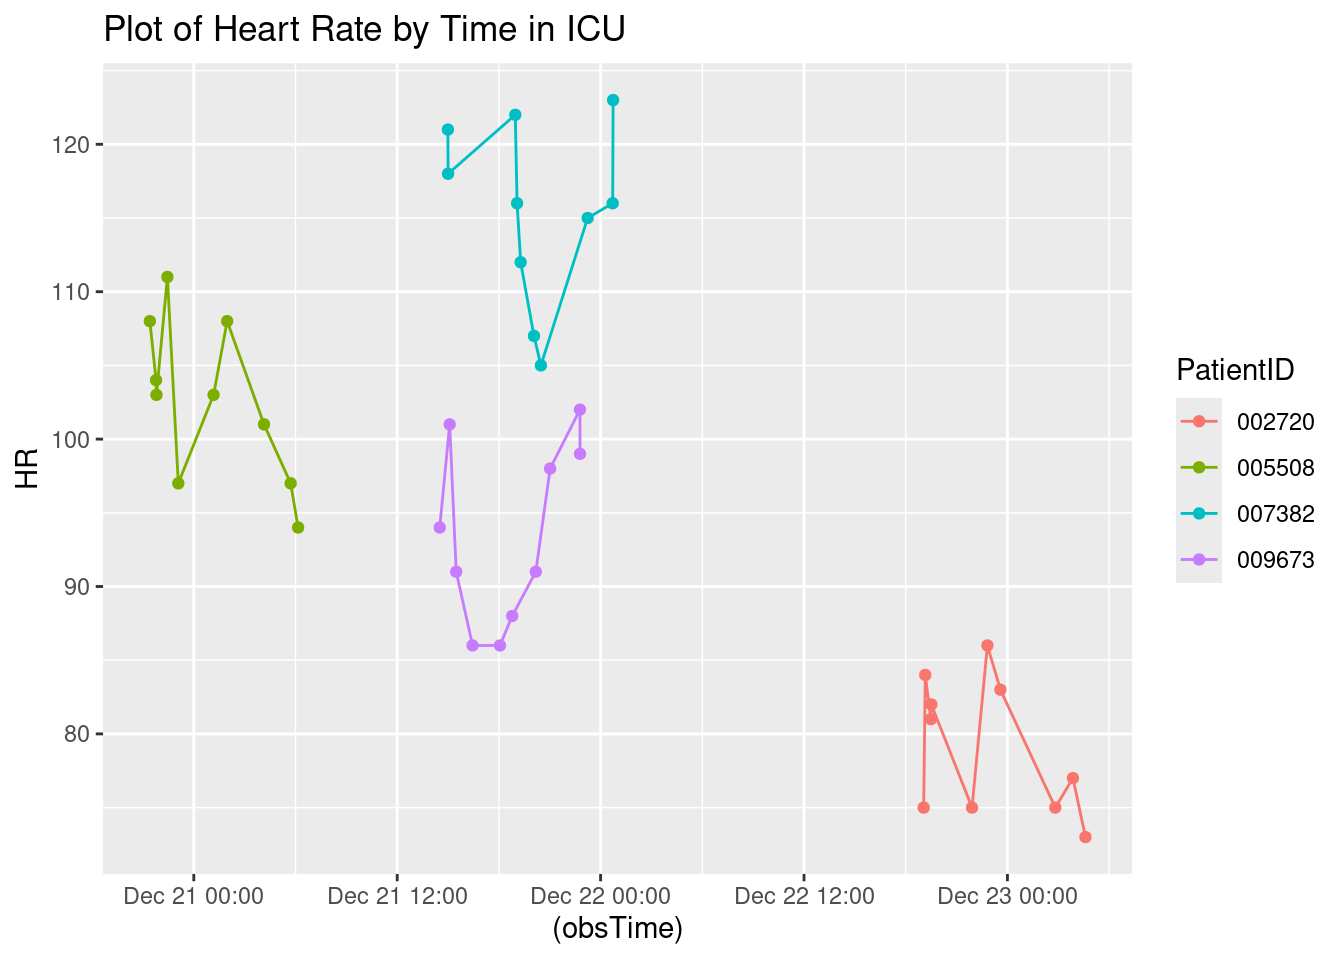 Plot of Heart Rate by Time in ICU
120
110
100
90
80
HR
Dec 21 00:00
Dec 21 12:00
Dec 22 00:00
Dec 22 12:00
Dec 23 00:00
(obsTime)
PatientID
002720
005508
007382
009673